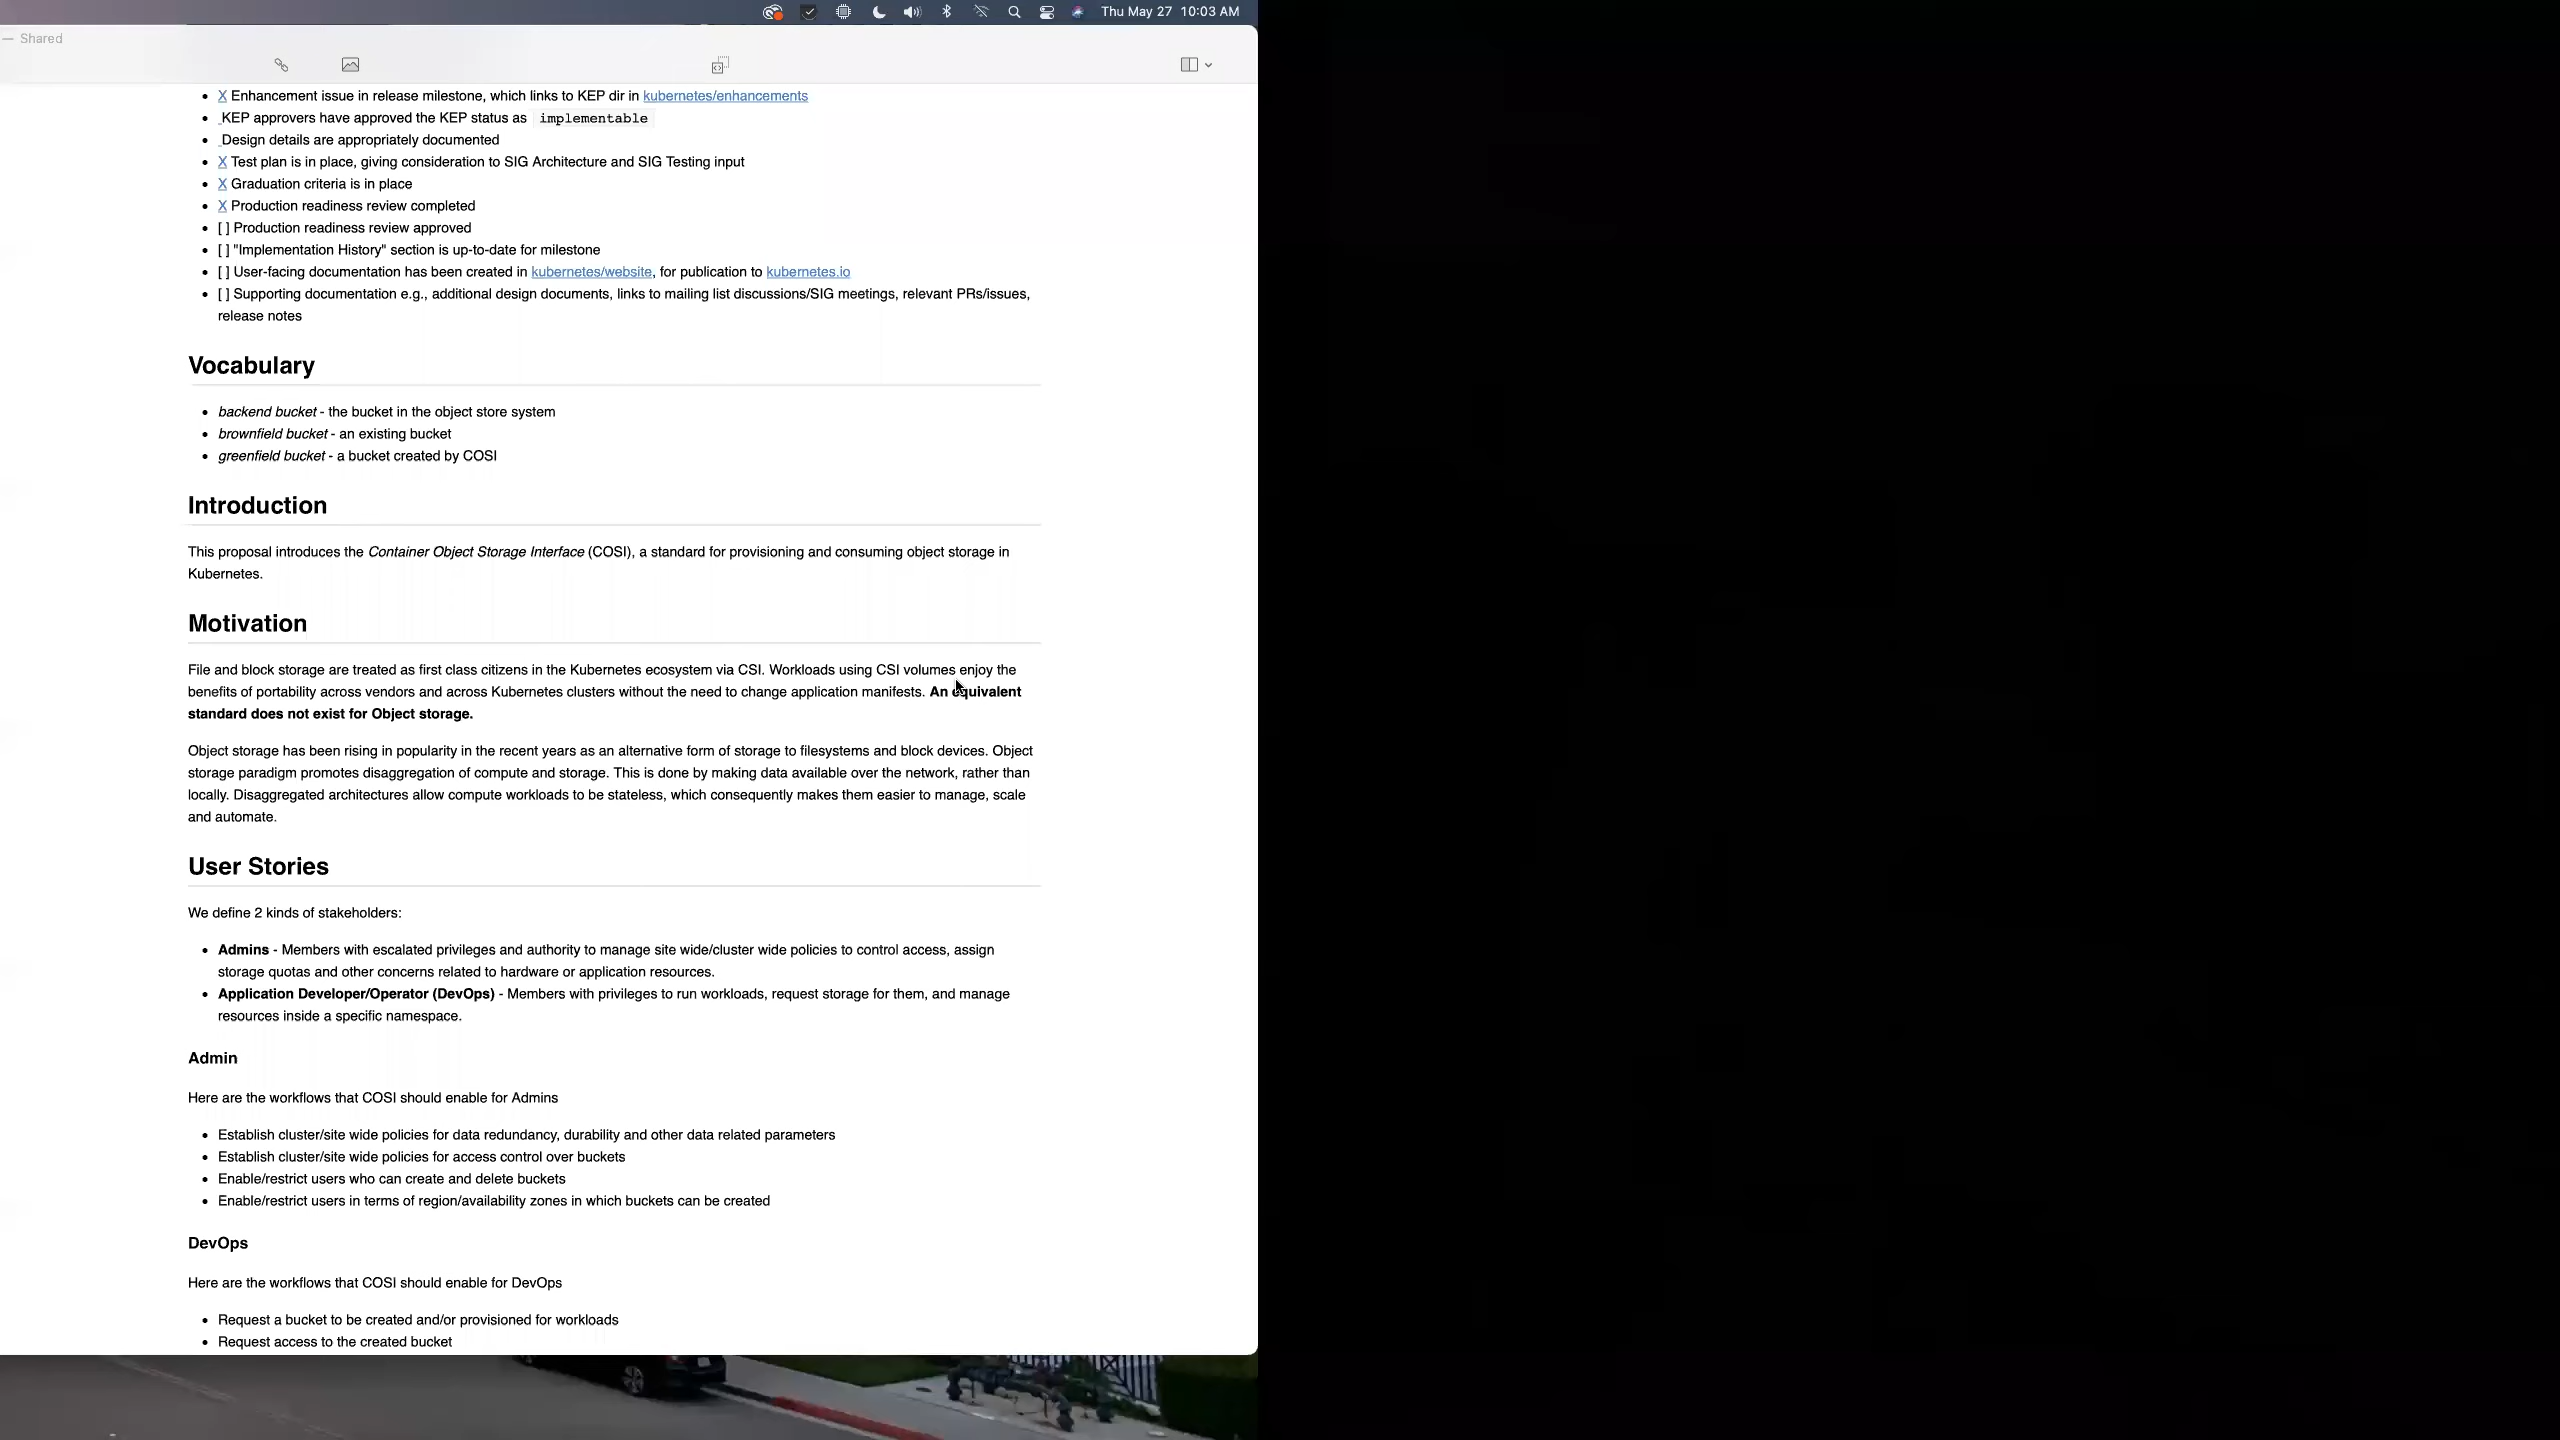 Thu May 27 10:03 AM
— Shared
X Enhancement issue in release milestone, which links to KEP dir in kubernetes/enhancements
_KEP approvers have approved the KEP status as implementable
_Design details are appropriately documented
X Test plan is in place, giving consideration to SIG Architecture and SIG Testing input
X Graduation criteria is in place
X Production readiness review completed
[ ] Production readiness review approved
[ ] "Implementation History" section is up-to-date for milestone
[ ] User-facing documentation has been created in kubernetes/website, for publication to kubernetes.io
[ ] Supporting documentation e.g., additional design documents, links to mailing list discussions/SIG meetings, relevant PRs/issues,
release notes
Vocabulary
backend bucket - the bucket in the object store system
brownfield bucket - an existing bucket
greenfield bucket - a bucket created by COSI
Introduction
This proposal introduces the Container Object Storage Interface (COSI), a standard for provisioning and consuming object storage in
Kubernetes.
Motivation
File and block storage are treated as first class citizens in the Kubernetes ecosystem via CSI. Workloads using CSI volumes enjoy the
benefits of portability across vendors and across Kubernetes clusters without the need to change application manifests. An equivalent
standard does not exist for Object storage.
Object storage has been rising in popularity in the recent years as an alternative form of storage to filesystems and block devices. Object
storage paradigm promotes disaggregation of compute and storage. This is done by making data available over the network, rather than
locally. Disaggregated architectures allow compute workloads to be stateless, which consequently makes them easier to manage, scale
and automate.
User Stories
We define 2 kinds of stakeholders:
Admins - Members with escalated privileges and authority to manage site wide/cluster wide policies to control access, assign
storage quotas and other concerns related to hardware or application resources.
Application Developer/Operator (DevOps) - Members with privileges to run workloads, request storage for them, and manage
resources inside a specific namespace.
Admin
Here are the workflows that COSI should enable for Admins
Establish cluster/site wide policies for data redundancy, durability and other data related parameters
Establish cluster/site wide policies for access control over buckets
Enable/restrict users who can create and delete buckets
Enable/restrict users in terms of region/availability zones in which buckets can be created
DevOps
Here are the workflows that COSI should enable for DevOps
Request a bucket to be created and/or provisioned for workloads
Request access to the created bucket